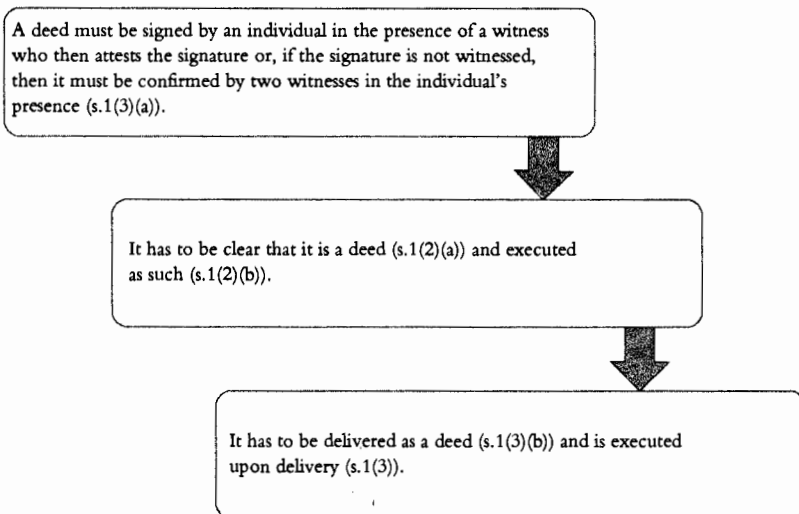 A deed must be signed by an individual in the presence of a witness
who then attests the signature or, if the signature is not witnessed,
then it must be confirmed by two witnesses in the individual's
presence (s.1(3)(a)).
It has to be clear that it is a deed (s.1(2)(a)) and executed
as such (s.1(2)(b)).
It has to be delivered as a deed (s.1(3)(b)) and is executed
upon delivery (s.1(3)).